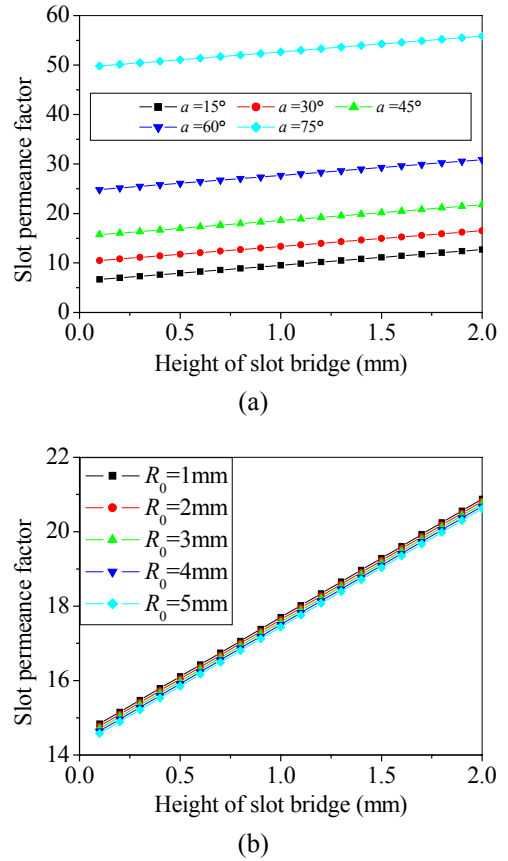 (a)
60
50
40
30
20
10
0
Slot permeance factor
a =15° a =30° a =45°
a =60° a =75°
0.0 0.5 1.0 1.5 2.0
Height of slot bridge (mm)
(a)
22
20
18
16
14
Slot permeance factor
R₀=1mm
R₀=2mm
R₀=3mm
R₀=4mm
R₀=5mm
0.0 0.5 1.0 1.5 2.0
Height of slot bridge (mm)
(b)